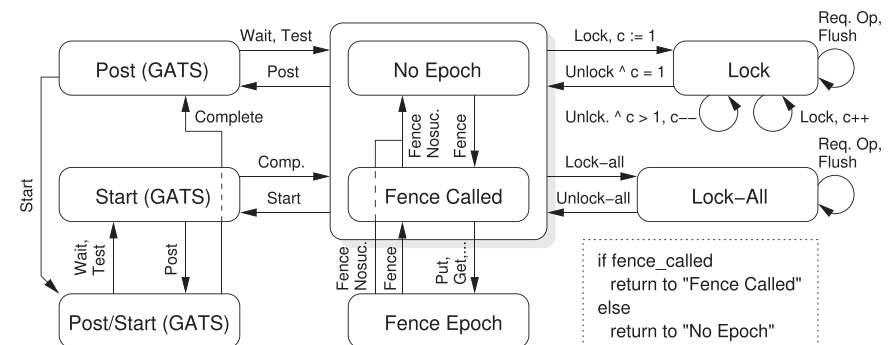 Post (GATS)
Wait, Test
Post
No Epoch
Lock, c := 1
Unlock ^ c = 1
Lock
Req. Op,
Flush
Unlck. ^ c > 1, c−−
Lock, c++
Complete
Fence
Nosuc.
Fence
Start
Start (GATS)
Comp.
Start
Fence Called
Lock−all
Unlock−all
Lock−All
Req. Op,
Flush
Wait,
Test
Post
Fence
Nosuc..
Fence
Put,
Get,...
Post/Start (GATS)
Fence Epoch
if fence_called
return to "Fence Called"
else
return to "No Epoch"